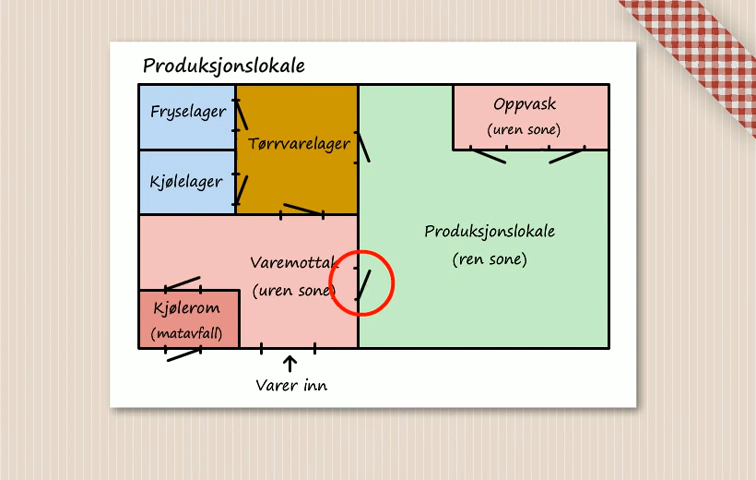 Produksjonslokale
Fryselager
Tørrvarelager
Oppvask
(uren sone)
Kjølelager
Produksjonslokale
(ren sone)
Varemottak
(uren sone)
Kjølerom
(matavfall)
Varer inn